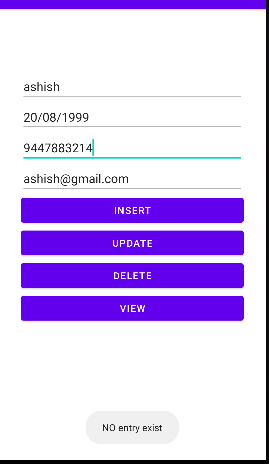 ashish
20/08/1999
9447883214
ashish@gmail.com
INSERT
UPDATE
DELETE
VIEW
NO entry exist